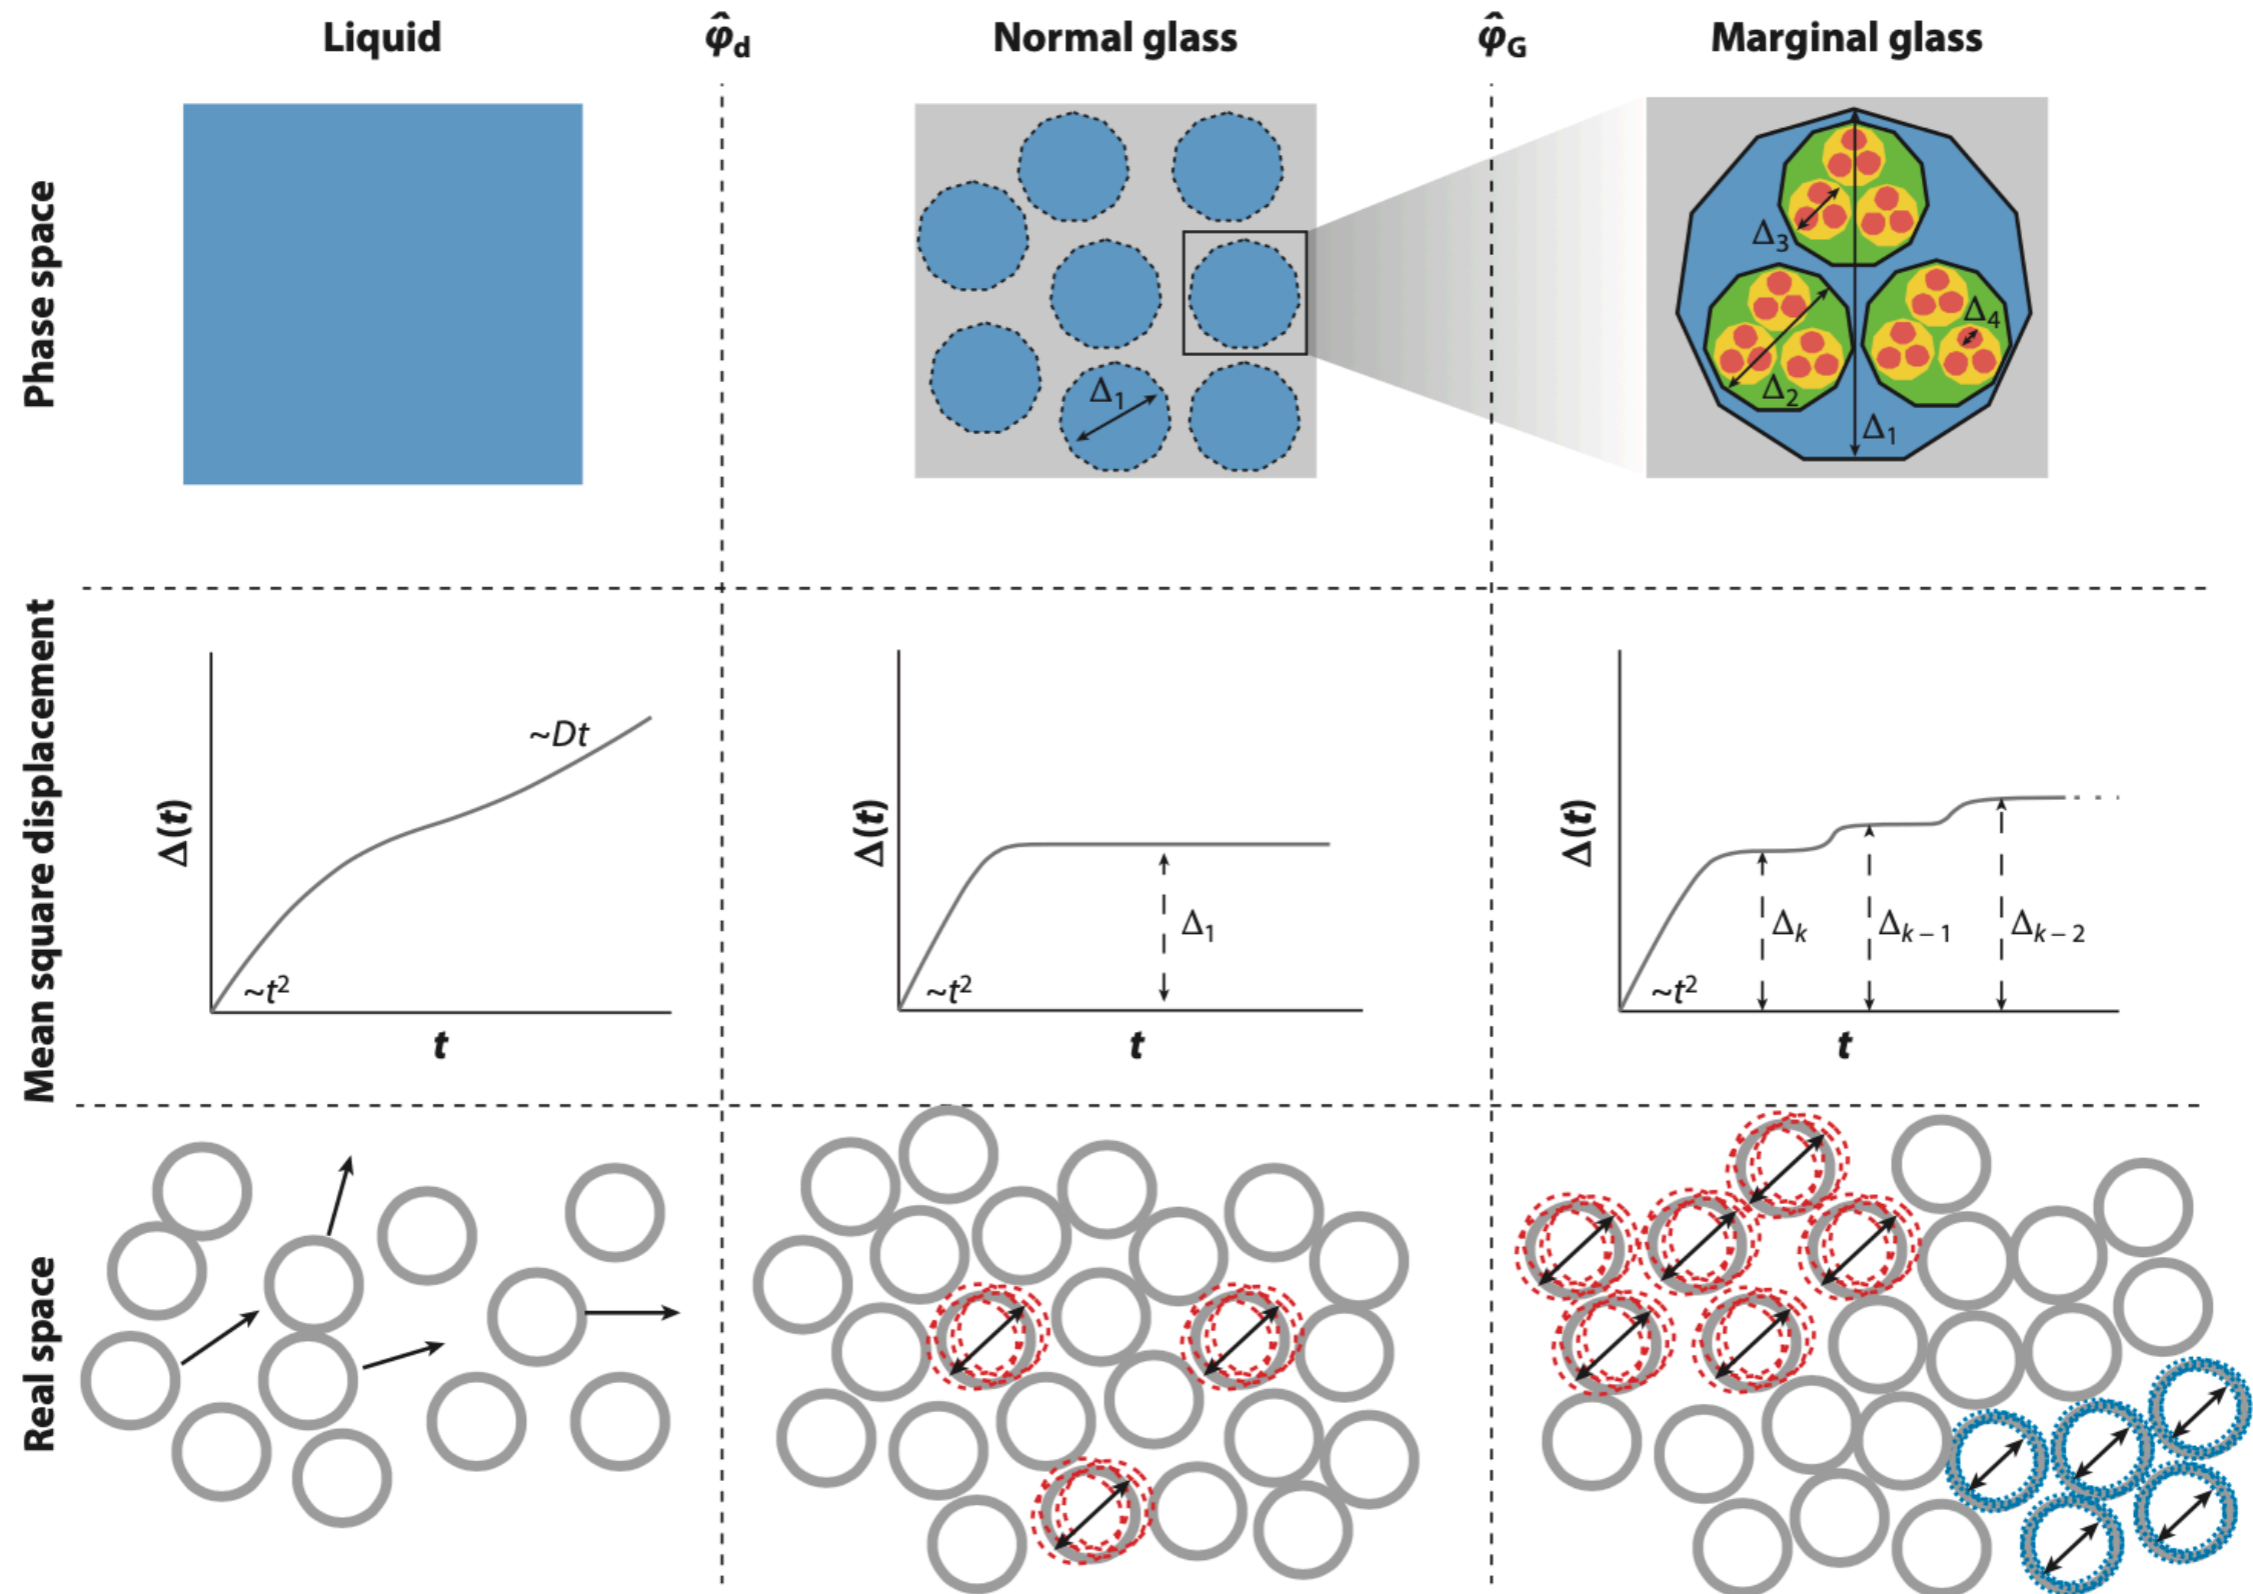 Liquid
φ̂d
Normal glass
φ̂G
Marginal glass
Phase space
Δ1
Δ3
Δ4
Δ2
Δ1
Mean square displacement
Δ(t)
~Dt
~t²
t
Δ(t)
Δ1
~t²
t
Δ(t)
Δk
Δk−1
Δk−2
~t²
t
Real space